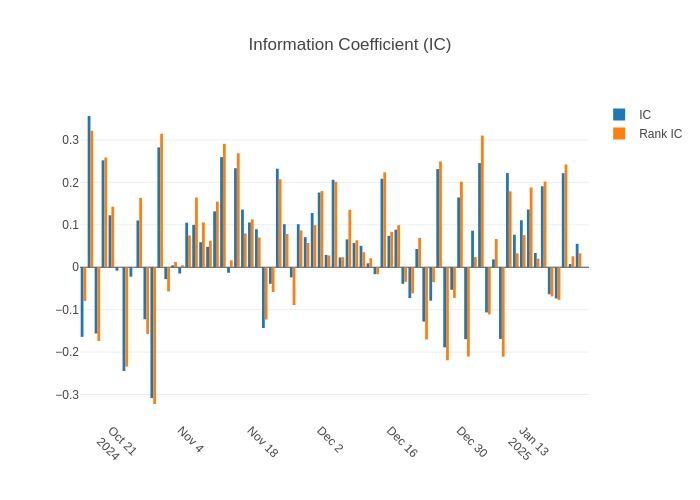 Information Coefficient (IC)
IC
Rank IC
0.3
0.2
0.1
0
−0.1
−0.2
−0.3
Oct 21
2024
Nov 4
Nov 18
Dec 2
Dec 16
Dec 30
Jan 13
2025